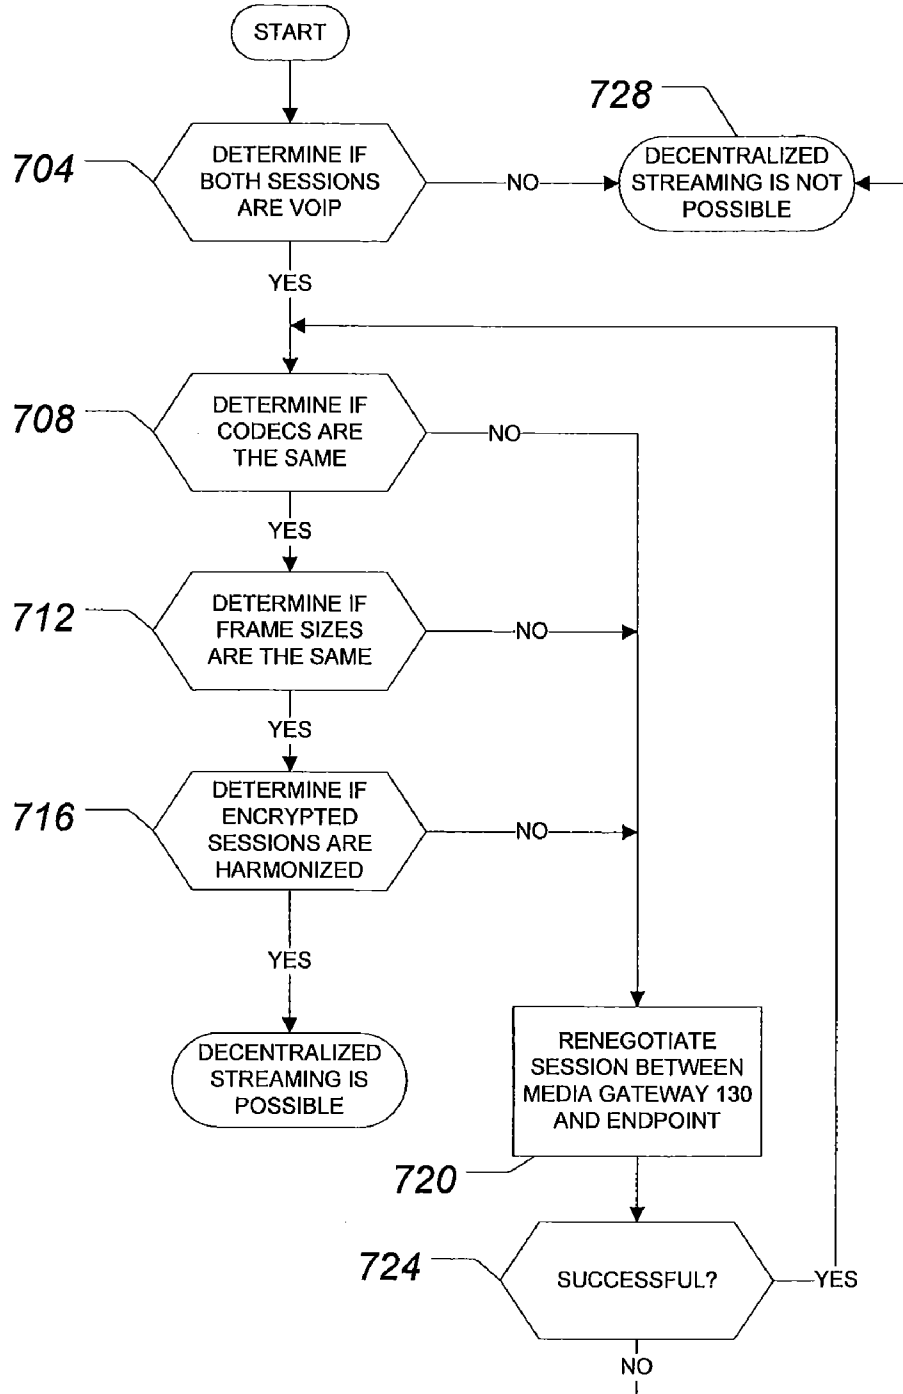 START
728
704
DETERMINE IF
BOTH SESSIONS
ARE VOIP
NO
DECENTRALIZED
STREAMING IS NOT
POSSIBLE
YES
708
DETERMINE IF
CODECS ARE
THE SAME
NO
YES
712
DETERMINE IF
FRAME SIZES
ARE THE SAME
NO
YES
716
DETERMINE IF
ENCRYPTED
SESSIONS ARE
HARMONIZED
NO
YES
DECENTRALIZED
STREAMING IS
POSSIBLE
RENEGOTIATE
SESSION BETWEEN
MEDIA GATEWAY 130
AND ENDPOINT
720
724
SUCCESSFUL?
YES
NO